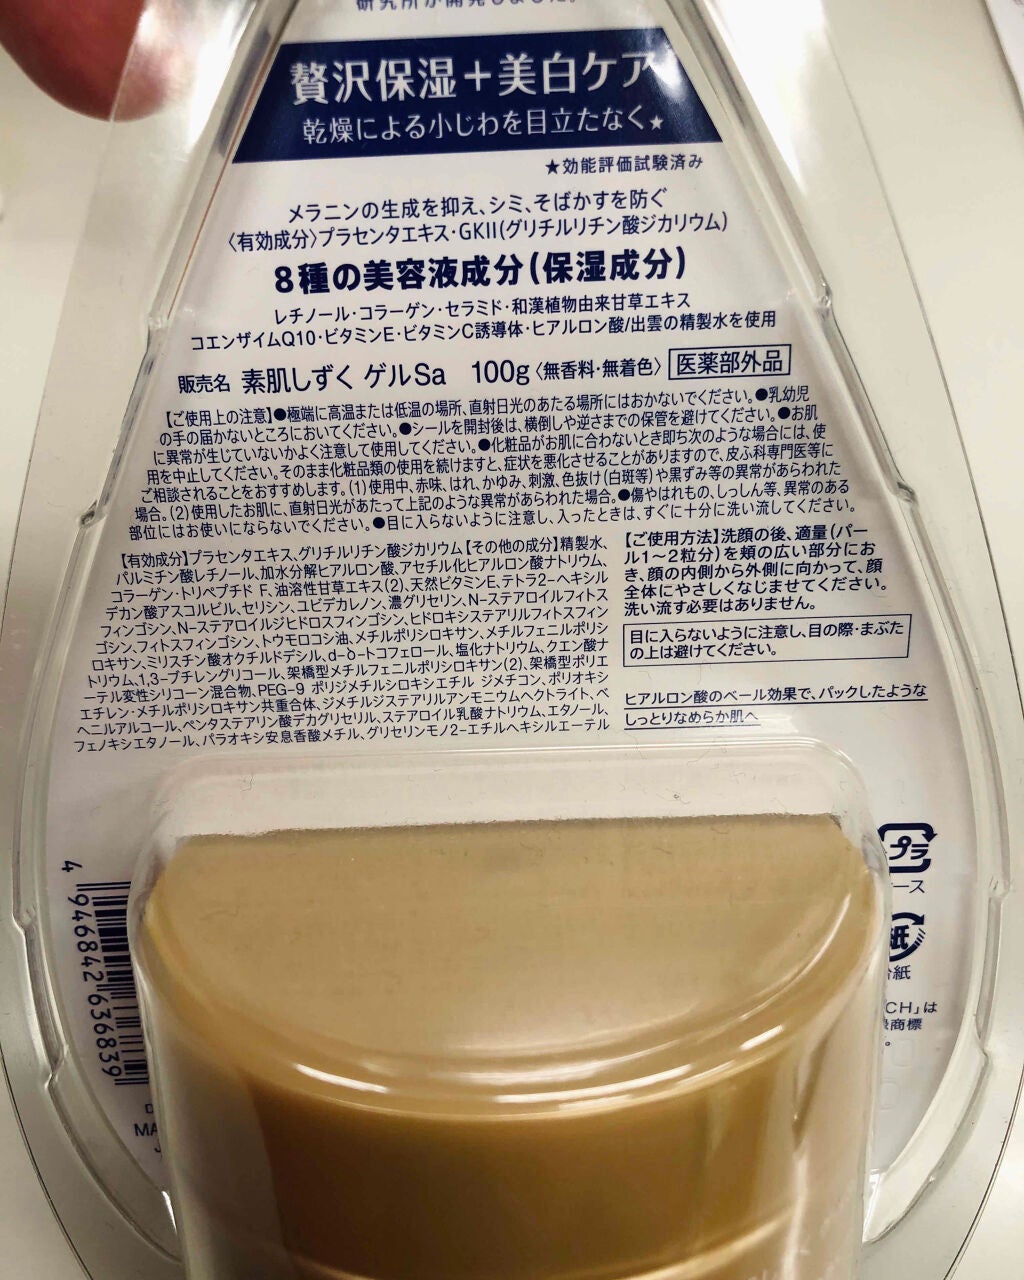 研究所が開発しました。
贅沢保湿＋美白ケア
乾燥による小じわを目立たなく★
★効能評価試験済み
メラニンの生成を抑え、シミ、そばかすを防ぐ
〈有効成分〉プラセンタエキス・GKII(グリチルリチン酸ジカリウム)
8種の美容液成分(保湿成分)
レチノール・コラーゲン・セラミド・和漢植物由来甘草エキス
コエンザイムQ10・ビタミンE・ビタミンC誘導体・ヒアルロン酸/出雲の精製水を使用
販売名 素肌しずく ゲルSa 100g〈無香料・無着色〉 医薬部外品
【ご使用上の注意】●極端に高温または低温の場所、直射日光のあたる場所にはおかないでください。●乳幼児
の手の届かないところにおいてください。●シールを開封後は、横倒しや逆さまでの保管を避けてください。●お肌
に異常が生じていないかよく注意して使用してください。●化粧品がお肌に合わないとき即ち次のような場合には、使
用を中止してください。そのまま化粧品類の使用を続けますと、症状を悪化させることがありますので、皮ふ科専門医等に
ご相談されることをおすすめします。(1)使用中、赤味、はれ、かゆみ、刺激、色抜け(白斑等)や黒ずみ等の異常があらわれた
場合。(2)使用したお肌に、直射日光があたって上記のような異常があらわれた場合。●傷やはれもの、しっしん等、異常のある
部位にはお使いにならないでください。●目に入らないように注意し、入ったときは、すぐに十分に洗い流してください。
【有効成分】プラセンタエキス、グリチルリチン酸ジカリウム【その他の成分】精製水、
パルミチン酸レチノール、加水分解ヒアルロン酸、アセチル化ヒアルロン酸ナトリウム、
コラーゲン・トリペプチド F、油溶性甘草エキス(2)、天然ビタミンE、テトラ2-ヘキシル
デカン酸アスコルビル、セリシン、ユビデカレノン、濃グリセリン、N-ステアロイルフィトス
フィンゴシン、N-ステアロイルジヒドロスフィンゴシン、ヒドロキシステアリルフィトスフィン
ゴシン、フィトスフィンゴシン、トウモロコシ油、メチルポリシロキサン、メチルフェニルポリシ
ロキサン、ミリスチン酸オクチルドデシル、d-δ-トコフェロール、塩化ナトリウム、クエン酸ナ
トリウム、1,3-ブチレングリコール、架橋型メチルフェニルポリシロキサン(2)、架橋型ポリエ
ーテル変性シリコーン混合物、PEG-9 ポリジメチルシロキシエチル ジメチコン、ポリオキシ
エチレン・メチルポリシロキサン共重合体、ジメチルジステアリルアンモニウムヘクトライト、ベ
ヘニルアルコール、ペンタステアリン酸デカグリセリル、ステアロイル乳酸ナトリウム、エタノール、
フェノキシエタノール、パラオキシ安息香酸メチル、グリセリンモノ2-エチルヘキシルエーテル
【ご使用方法】洗顔の後、適量(パー
ル1〜2粒分)を頬の広い部分にお
き、顔の内側から外側に向かって、顔
全体にやさしくなじませてください。
洗い流す必要はありません。
目に入らないように注意し、目の際・まぶた
の上は避けてください。
ヒアルロン酸のベール効果で、パックしたような
しっとりなめらか肌へ
プラ
ース
紙
台紙
CH」は
録商標
。
4 946842 636839
MA